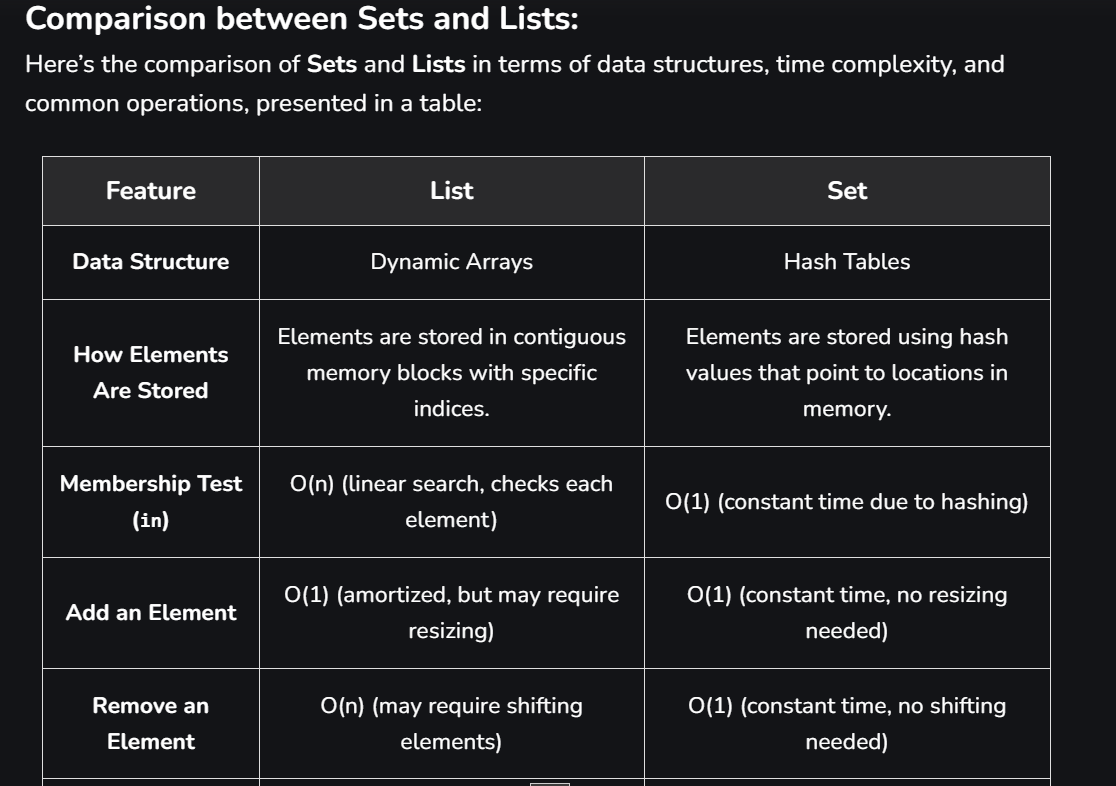 Comparison between Sets and Lists:
Here’s the comparison of Sets and Lists in terms of data structures, time complexity, and
common operations, presented in a table:
Feature
List
Set
Data Structure
Dynamic Arrays
Hash Tables
How Elements
Are Stored
Elements are stored in contiguous
memory blocks with specific
indices.
Elements are stored using hash
values that point to locations in
memory.
Membership Test
(in)
O(n) (linear search, checks each
element)
O(1) (constant time due to hashing)
Add an Element
O(1) (amortized, but may require
resizing)
O(1) (constant time, no resizing
needed)
Remove an
Element
O(n) (may require shifting
elements)
O(1) (constant time, no shifting
needed)